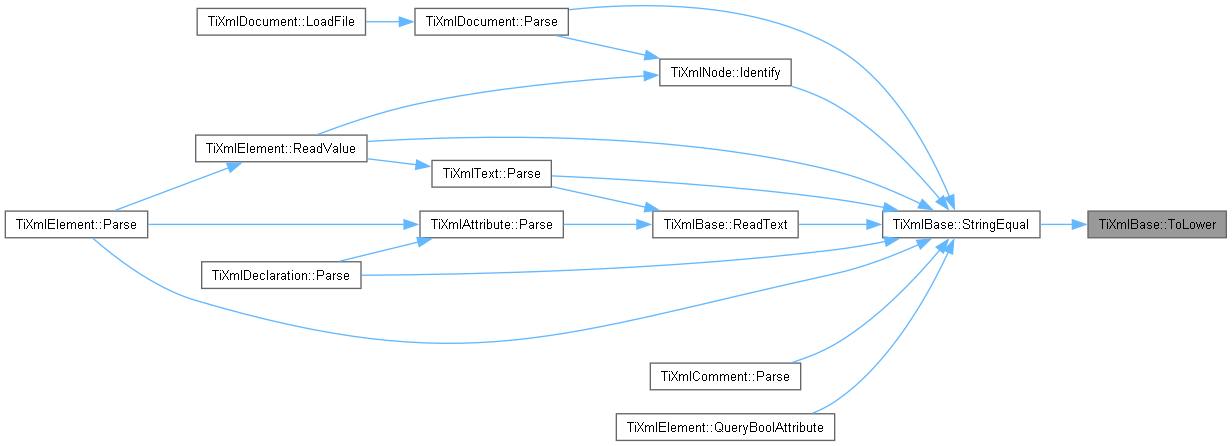 TiXmlDocument::LoadFile
TiXmlDocument::Parse
TiXmlNode::Identify
TiXmlElement::ReadValue
TiXmlText::Parse
TiXmlElement::Parse
TiXmlAttribute::Parse
TiXmlBase::ReadText
TiXmlBase::StringEqual
TiXmlBase::ToLower
TiXmlDeclaration::Parse
TiXmlComment::Parse
TiXmlElement::QueryBoolAttribute